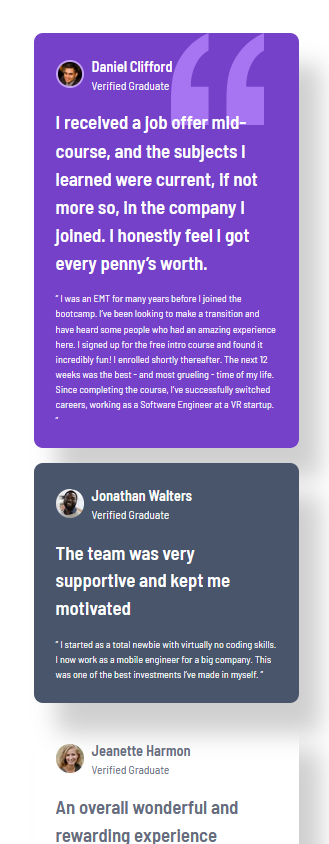 Daniel Clifford
Verified Graduate
I received a job offer mid-
course, and the subjects I
learned were current, if not
more so, in the company I
joined. I honestly feel I got
every penny’s worth.
“ I was an EMT for many years before I joined the
bootcamp. I’ve been looking to make a transition and
have heard some people who had an amazing experience
here. I signed up for the free intro course and found it
incredibly fun! I enrolled shortly thereafter. The next 12
weeks was the best - and most grueling - time of my life.
Since completing the course, I’ve successfully switched
careers, working as a Software Engineer at a VR startup.
”
Jonathan Walters
Verified Graduate
The team was very
supportive and kept me
motivated
“ I started as a total newbie with virtually no coding skills.
I now work as a mobile engineer for a big company. This
was one of the best investments I’ve made in myself. ”
Jeanette Harmon
Verified Graduate
An overall wonderful and
rewarding experience